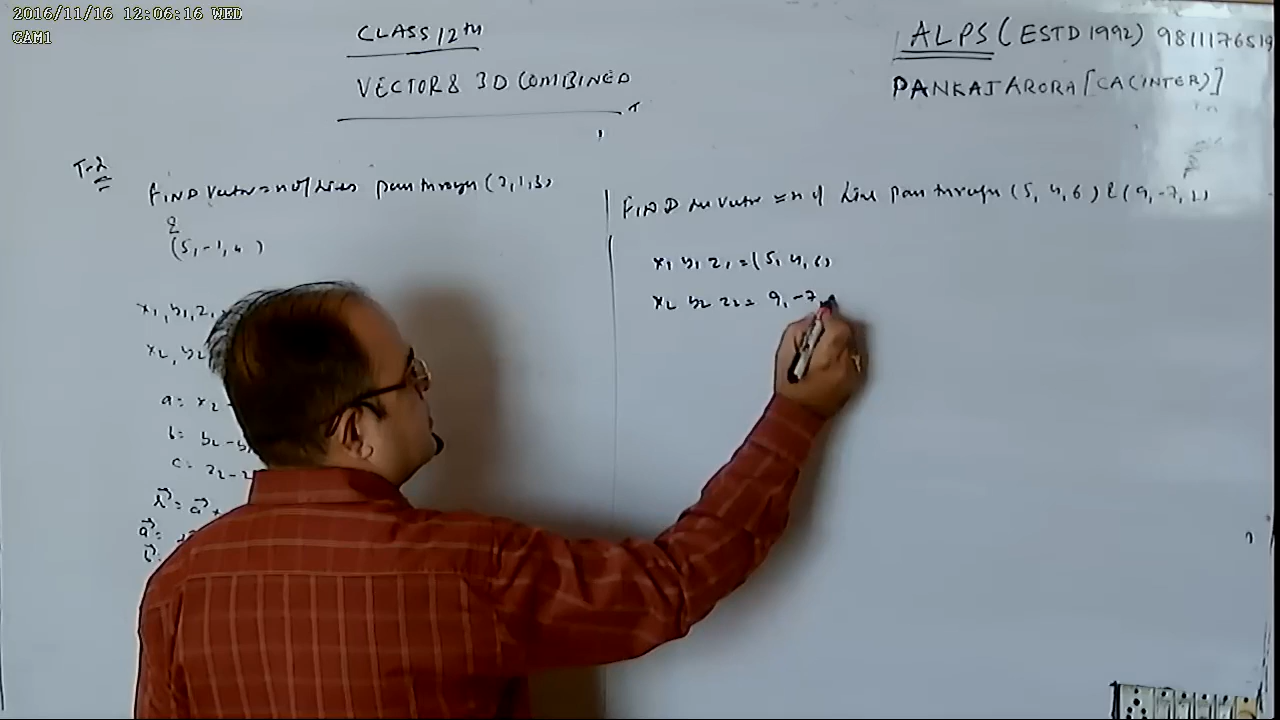 2016/11/16 12:06:16 WED
CAM1
CLASS 12TH
VECTOR & 3D COMBINED
ALPS (ESTD 1992) 9811176519
PANKAJ ARORA [CA(INTER)]
T-2
FIND Vector =n of Lines pass through (2,1,3)
&
(5,-1,4)
x1, y1, z1
x2, y2
a= x2-
b= y2-y
c= z2-z
r⃗= a⃗+
a⃗=
FIND the vector =n of Line pass through (5, 4, 6) & (9, -7, 2)
x1 y1 z1 = (5, 4, 6)
x2 y2 z2 = 9, -7